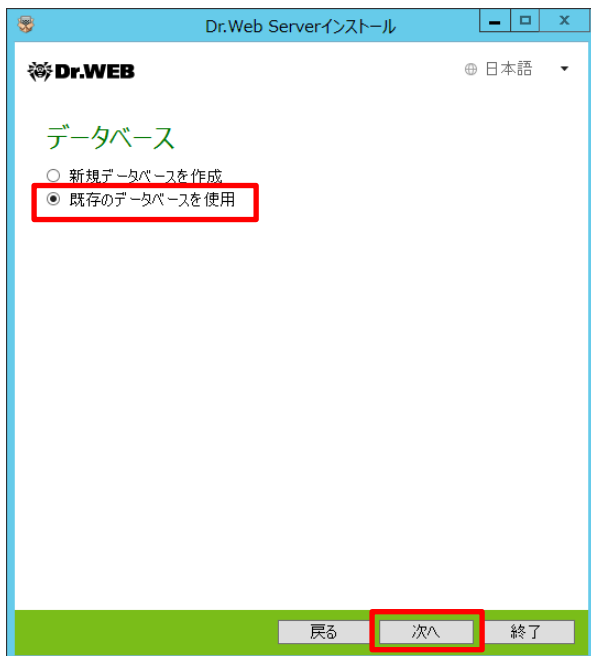 Dr.Web Serverインストール
Dr.WEB
日本語
データベース
新規データベースを作成
既存のデータベースを使用
戻る
次へ
終了